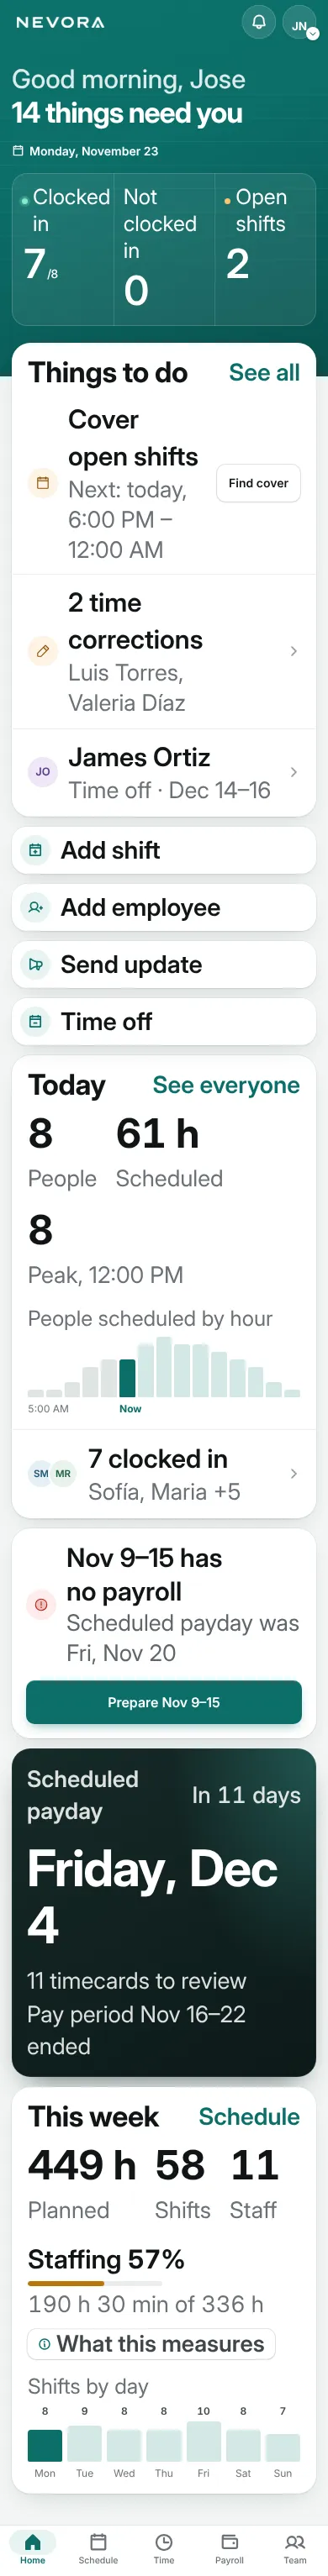 NEVORA
JN
Good morning, Jose
14 things need you
Monday, November 23
Clocked in
7/8
Not clocked in
0
Open shifts
2
Things to do
See all
Cover
open shifts
Next: today,
6:00 PM –
12:00 AM
Find cover
2 time
corrections
Luis Torres,
Valeria Díaz
JO
James Ortiz
Time off · Dec 14–16
Add shift
Add employee
Send update
Time off
Today
See everyone
8
People
61 h
Scheduled
8
Peak, 12:00 PM
People scheduled by hour
5:00 AM
Now
SM
MR
7 clocked in
Sofía, Maria +5
Nov 9–15 has
no payroll
Scheduled payday was
Fri, Nov 20
Prepare Nov 9–15
Scheduled
payday
In 11 days
Friday, Dec
4
11 timecards to review
Pay period Nov 16–22
ended
This week
Schedule
449 h
Planned
58
Shifts
11
Staff
Staffing 57%
190 h 30 min of 336 h
What this measures
Shifts by day
8 9 8 8 10 8 7
Mon Tue Wed Thu Fri Sat Sun
Home
Schedule
Time
Payroll
Team